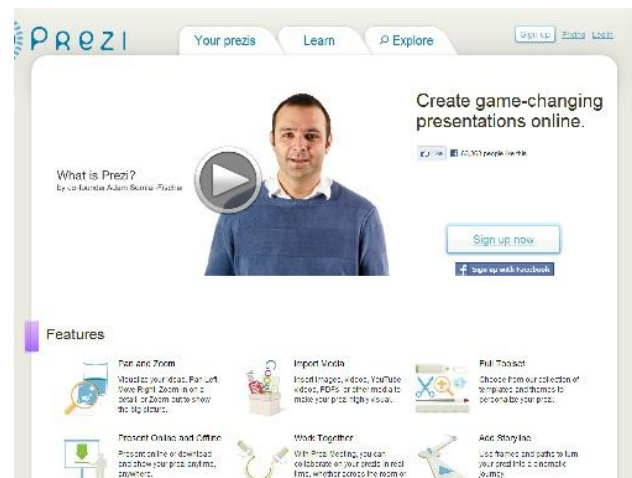 Prezi
Your prezis
Learn
Explore
Sign up
Pricing
Log in
Create game-changing
presentations online.
Like
people like this
What is Prezi?
by co-founder Adam Somlai-Fischer
Sign up now
Sign up with Facebook
Features
Pan and Zoom
Visualize your ideas. Pan Left,
Move Right, Zoom in on a
detail, or Zoom out to show
the big picture.
Import Media
Insert images, videos, YouTube
videos, PDFs, or other media to
make your prezi highly visual.
Full Toolset
Choose from our collection of
templates and themes to
personalize your prezi.
Present Online and Offline
Present online or download
and show your prezi anytime,
anywhere.
Work Together
With Prezi Meeting, you can
collaborate on your prezis in real
time, whether across the room or
Add Storyline
Use frames and paths to turn
your prezi into a cinematic
journey.